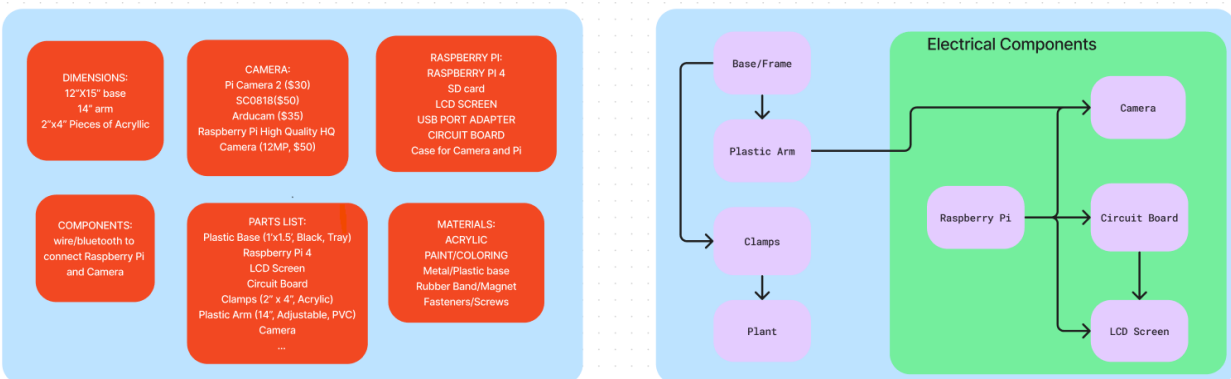 DIMENSIONS:
12”X15” base
14” arm
2”x4” Pieces of Acryllic
CAMERA:
Pi Camera 2 ($30)
SC0818($50)
Arducam ($35)
Raspberry Pi High Quality HQ
Camera (12MP, $50)
RASPBERRY PI:
RASPBERRY PI 4
SD card
LCD SCREEN
USB PORT ADAPTER
CIRCUIT BOARD
Case for Camera and Pi
COMPONENTS:
wire/bluetooth to
connect Raspberry Pi
and Camera
PARTS LIST:
Plastic Base (1'x1.5', Black, Tray)
Raspberry Pi 4
LCD Screen
Circuit Board
Clamps (2” x 4”, Acrylic)
Plastic Arm (14”, Adjustable, PVC)
Camera
...
MATERIALS:
ACRYLIC
PAINT/COLORING
Metal/Plastic base
Rubber Band/Magnet
Fasteners/Screws
Base/Frame
Plastic Arm
Clamps
Plant
Electrical Components
Camera
Raspberry Pi
Circuit Board
LCD Screen